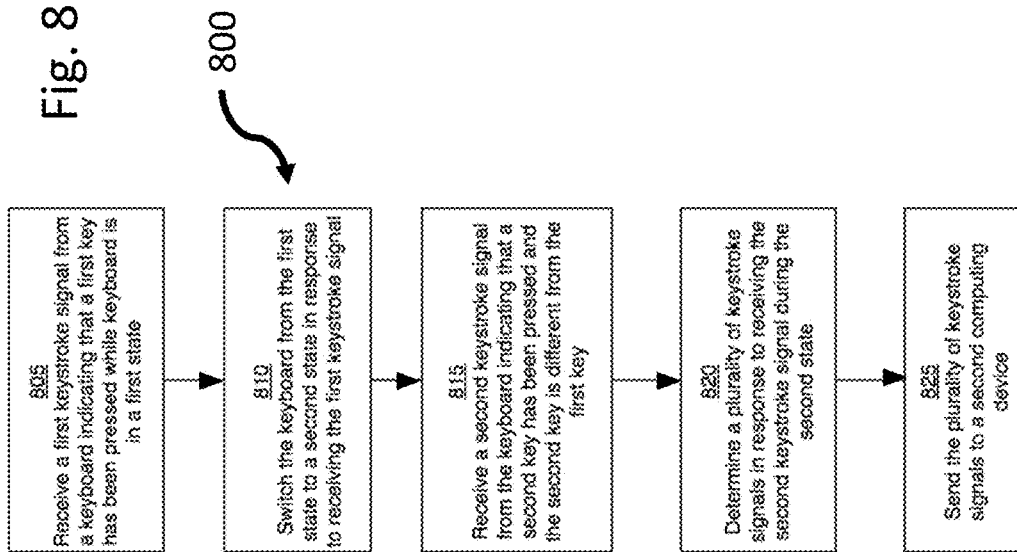 Fig. 8
800
805
Receive a first keystroke signal from
a keyboard indicating that a first key
has been pressed while keyboard is
in a first state
810
Switch the keyboard from the first
state to a second state in response
to receiving the first keystroke signal
815
Receive a second keystroke signal
from the keyboard indicating that a
second key has been pressed and
the second key is different from the
first key
820
Determine a plurality of keystroke
signals in response to receiving the
second keystroke signal during the
second state
825
Send the plurality of keystroke
signals to a second computing
device